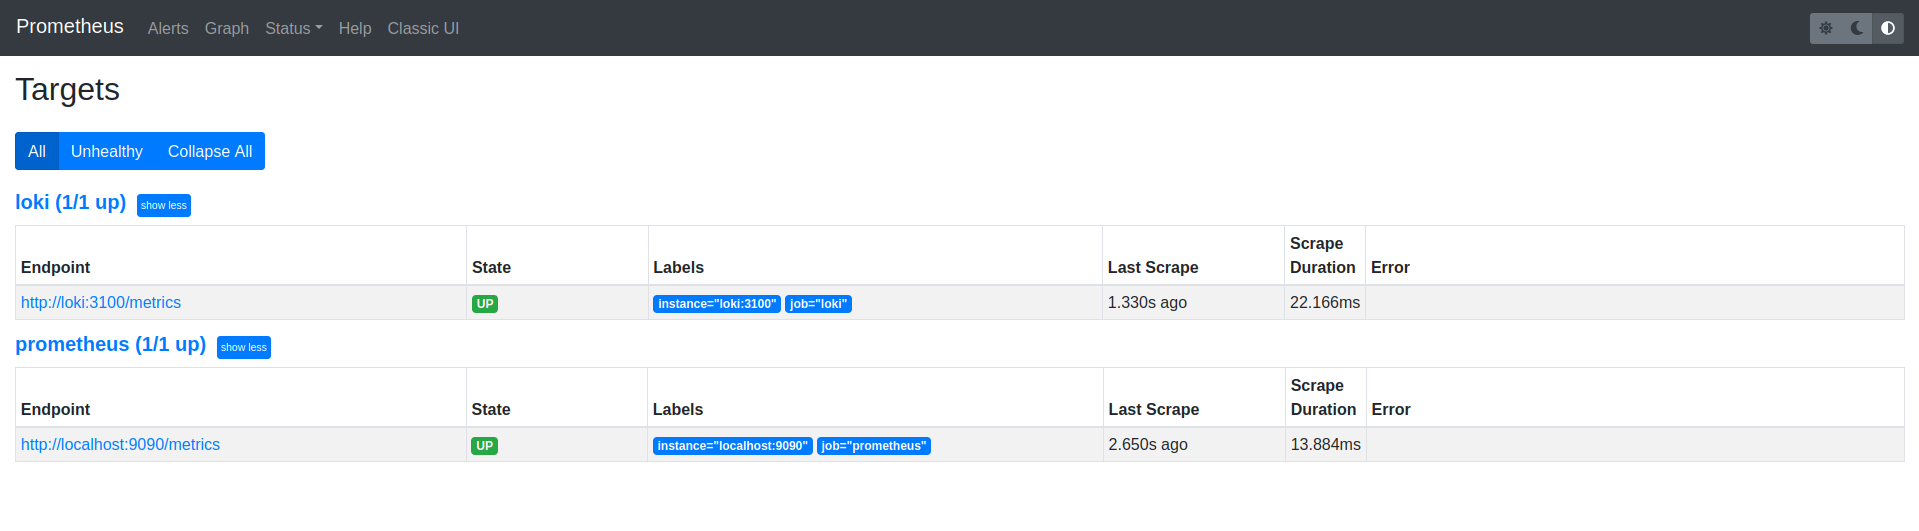 Prometheus Alerts Graph Status Help Classic UI
Targets
All Unhealthy Collapse All
loki (1/1 up) show less
Endpoint State Labels Last Scrape Scrape Duration Error
http://loki:3100/metrics UP instance="loki:3100" job="loki" 1.330s ago 22.166ms
prometheus (1/1 up) show less
Endpoint State Labels Last Scrape Scrape Duration Error
http://localhost:9090/metrics UP instance="localhost:9090" job="prometheus" 2.650s ago 13.884ms